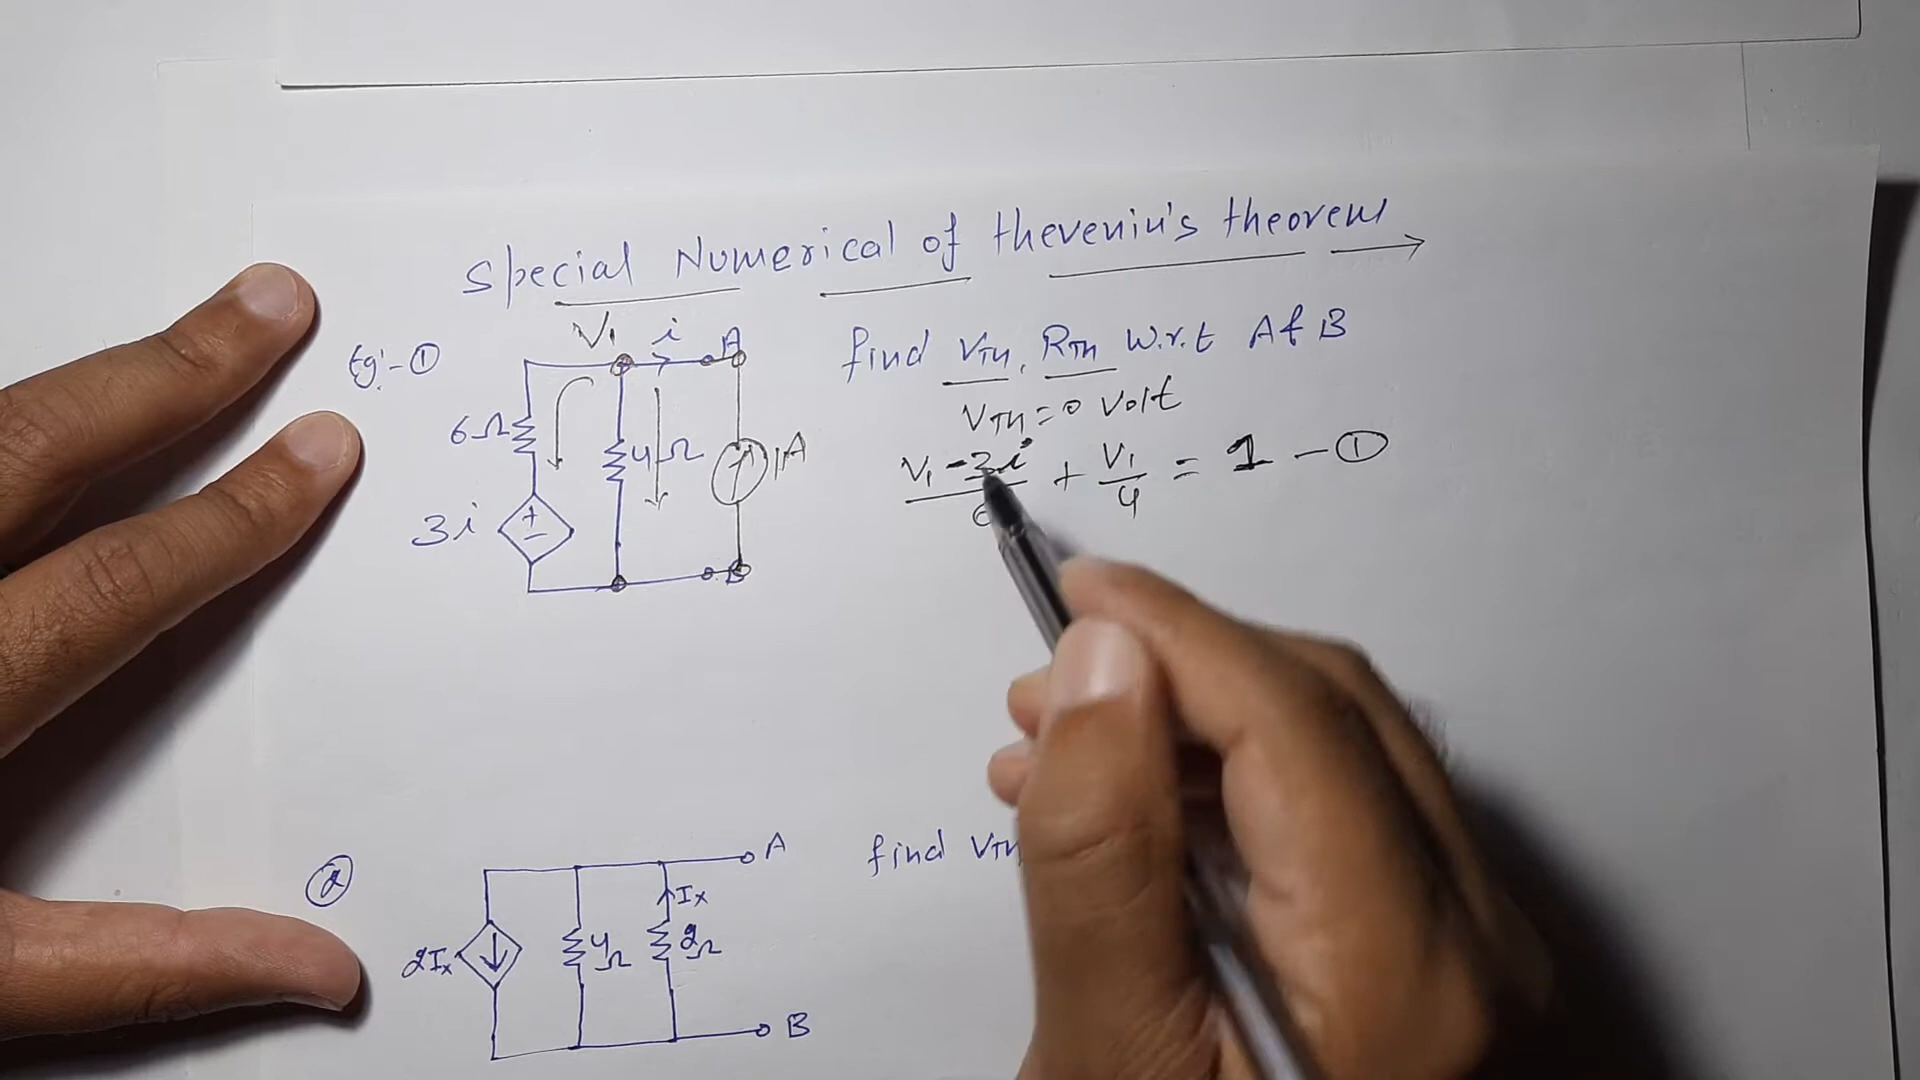 Special Numerical of thevenin's theorem
Eg:- ①
V₁ i A
6Ω
4Ω
1A
3i
+
-
B
find VTH, RTH w.r.t A & B
VTH = 0 Volt
V₁ - 3i / 6 + V₁ / 4 = 1 - ①
②
A
Ix
2Ix
4Ω
2Ω
B
find VTH